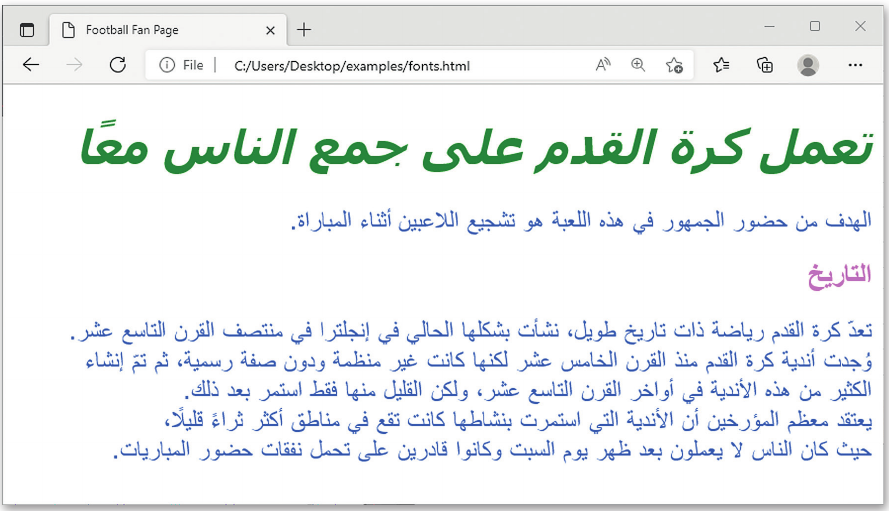 Football Fan Page
File
C:/Users/Desktop/examples/fonts.html
تعمل كرة القدم على جمع الناس معًا
الهدف من حضور الجمهور في هذه اللعبة هو تشجيع اللاعبين أثناء المباراة.
التاريخ
تعدّ كرة القدم رياضة ذات تاريخ طويل، نشأت بشكلها الحالي في إنجلترا في منتصف القرن التاسع عشر.
وُجدت أندية كرة القدم منذ القرن الخامس عشر لكنها كانت غير منظمة ودون صفة رسمية، ثم تمّ إنشاء
الكثير من هذه الأندية في أواخر القرن التاسع عشر، ولكن القليل منها فقط استمر بعد ذلك.
يعتقد معظم المؤرخين أن الأندية التي استمرت بنشاطها كانت تقع في مناطق أكثر ثراءً قليلًا،
حيث كان الناس لا يعملون بعد ظهر يوم السبت وكانوا قادرين على تحمل نفقات حضور المباريات.